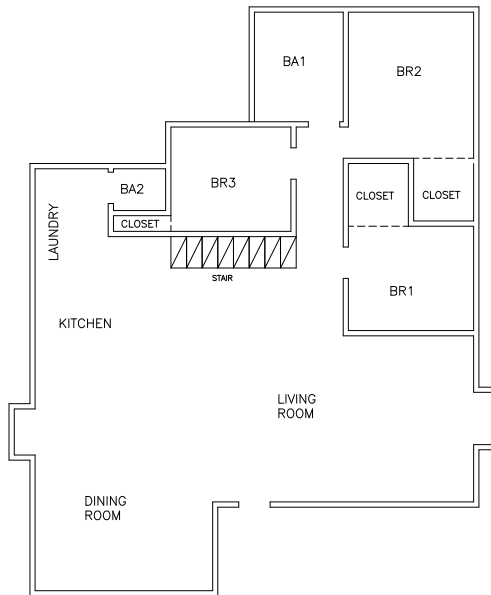 BA1
BR2
BA2
BR3
CLOSET
CLOSET
LAUNDRY
CLOSET
STAIR
BR1
KITCHEN
LIVING
ROOM
DINING
ROOM